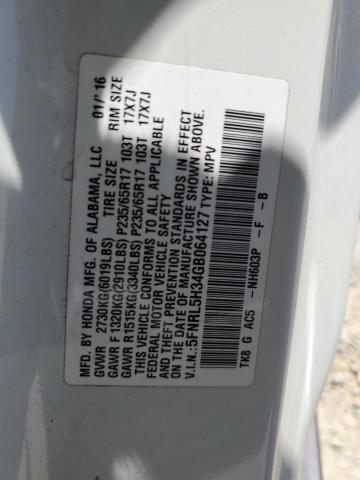 MFD. BY HONDA MFG. OF ALABAMA, LLC 01/'16
GVWR 2730KG(6019LBS) TIRE SIZE RIM SIZE
GAWR F 1320KG(2910LBS) P235/65R17 103T 17X7J
GAWR R1515KG(3340LBS) P235/65R17 103T 17X7J
THIS VEHICLE CONFORMS TO ALL APPLICABLE
FEDERAL MOTOR VEHICLE SAFETY
AND THEFT PREVENTION STANDARDS IN EFFECT
ON THE DATE OF MANUFACTURE SHOWN ABOVE.
V.I.N.:5FNRL5H34GB064127 TYPE: MPV
TK8 G AC5 -NH603P - F - B